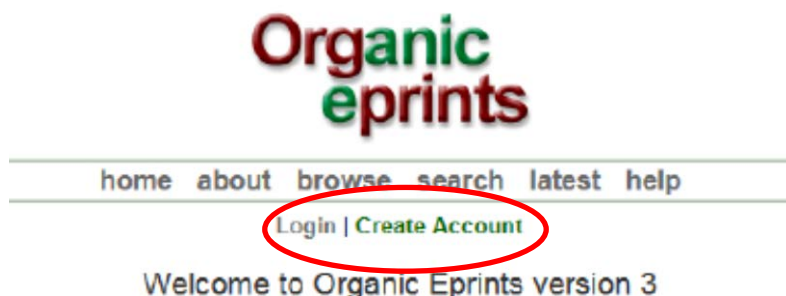 Organic
eprints
home about browse search latest help
Login | Create Account
Welcome to Organic Eprints version 3